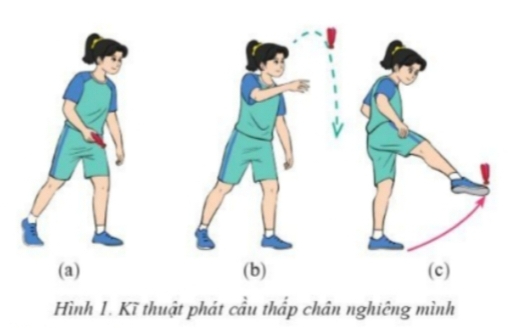 (a) (b) (c)
Hình 1. Kĩ thuật phát cầu thấp chân nghiêng mình